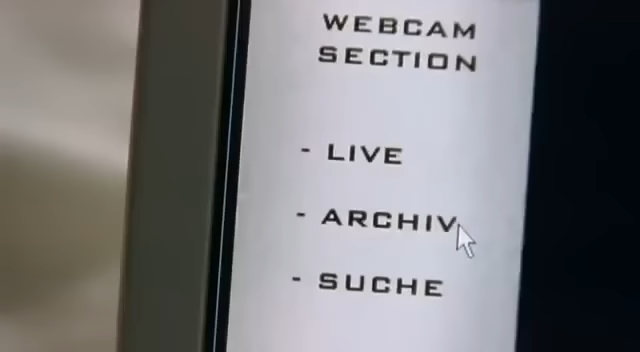 WEBCAM
SECTION
- LIVE
- ARCHIV
- SUCHE